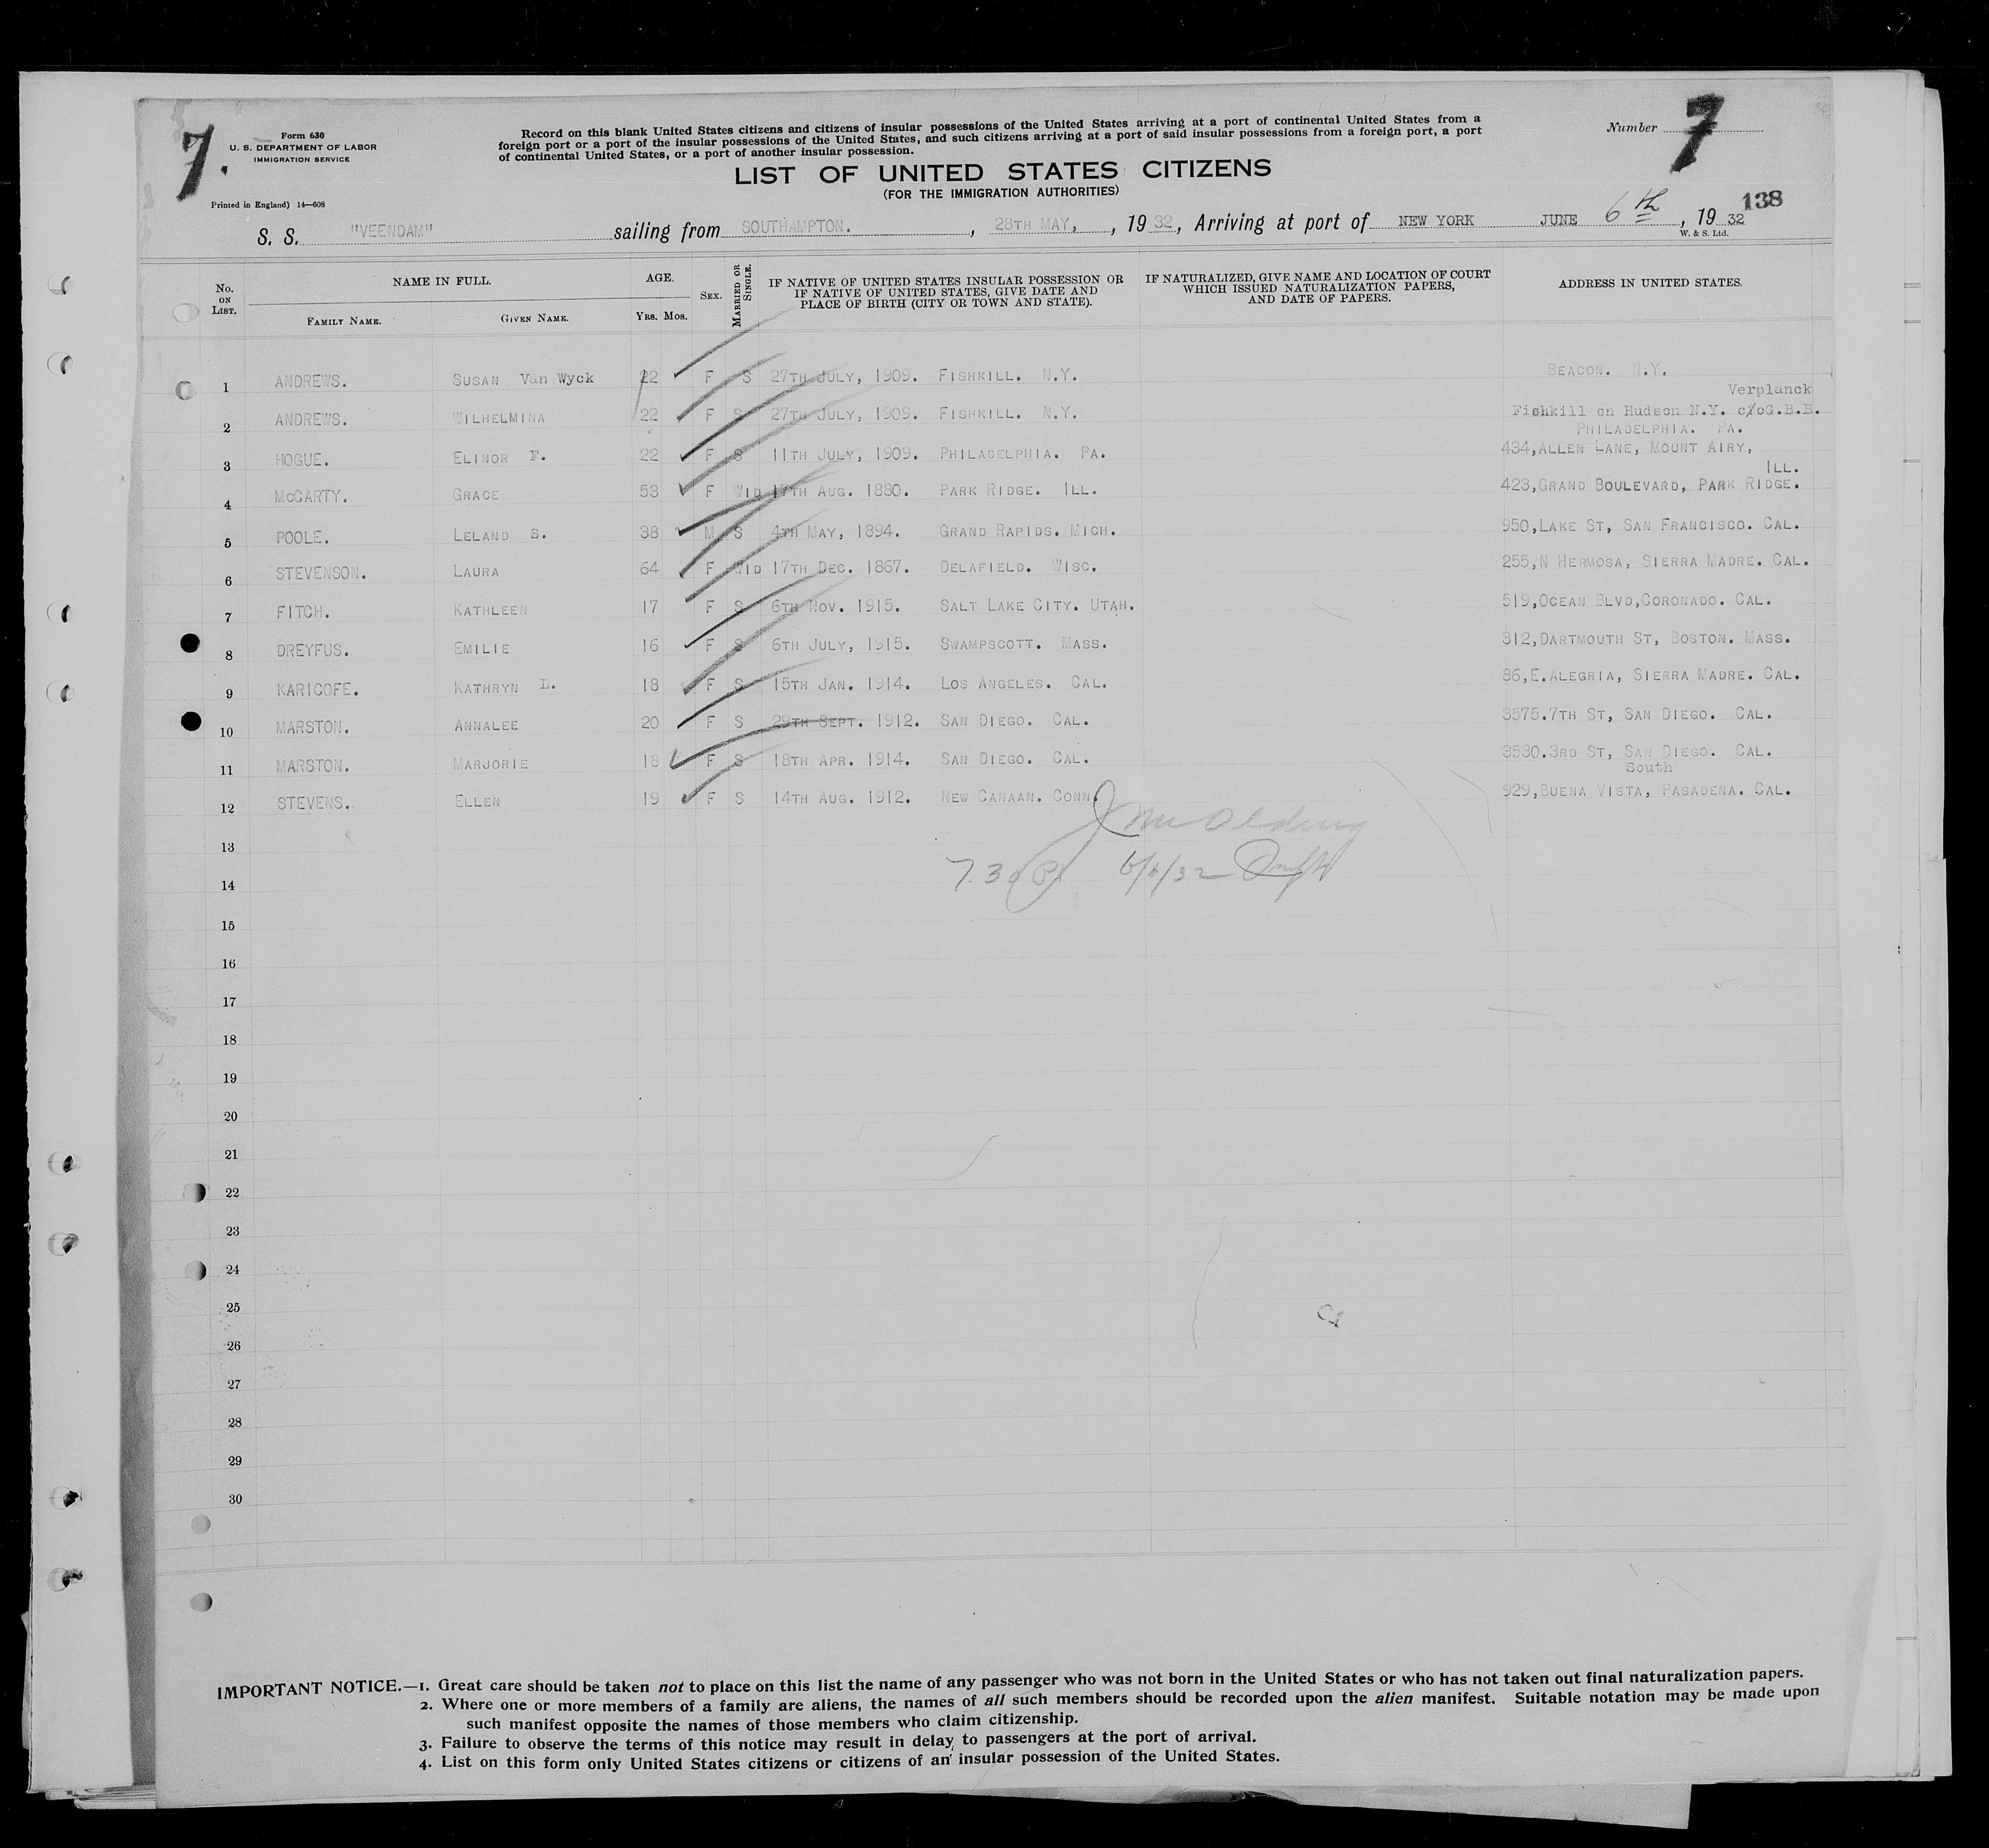 7.
Form 630
U. S. DEPARTMENT OF LABOR
IMMIGRATION SERVICE
Printed in England) 14—608
Record on this blank United States citizens and citizens of insular possessions of the United States arriving at a port of continental United States from a
foreign port or a port of the insular possessions of the United States, and such citizens arriving at a port of said insular possessions from a foreign port, a port
of continental United States, or a port of another insular possession.
Number 7
LIST OF UNITED STATES CITIZENS
(FOR THE IMMIGRATION AUTHORITIES)
138
S. S. "VEENDAM" sailing from SOUTHAMPTON. , 28TH MAY, , 1932, Arriving at port of NEW YORK JUNE 6th , 1932
W. & S. Ltd.
No. ON LIST. NAME IN FULL. FAMILY NAME. GIVEN NAME. AGE. YRS. MOS. SEX. MARRIED OR SINGLE. IF NATIVE OF UNITED STATES INSULAR POSSESSION OR IF NATIVE OF UNITED STATES, GIVE DATE AND PLACE OF BIRTH (CITY OR TOWN AND STATE). IF NATURALIZED, GIVE NAME AND LOCATION OF COURT WHICH ISSUED NATURALIZATION PAPERS, AND DATE OF PAPERS. ADDRESS IN UNITED STATES.
1 ANDREWS. SUSAN Van Wyck 22 F S 27TH JULY, 1909. FISHKILL. N.Y. BEACON. N.Y.
Verplanck
2 ANDREWS. WILHELMINA 22 F S 27TH JULY, 1909. FISHKILL. N.Y. Fishkill on Hudson N.Y. c/oG.B.B.
PHILADELPHIA. PA.
3 HOGUE. ELINOR F. 22 F S 11TH JULY, 1909. PHILADELPHIA. PA. 434,ALLEN LANE, MOUNT AIRY,
ILL.
4 McCARTY. GRACE 53 F WID 17TH AUG. 1880. PARK RIDGE. ILL. 423,GRAND BOULEVARD, PARK RIDGE.
5 POOLE. LELAND S. 38 M S 4TH MAY, 1894. GRAND RAPIDS. MICH. 950,LAKE ST, SAN FRANCISCO. CAL.
6 STEVENSON. LAURA 64 F WID 17TH DEC. 1867. DELAFIELD. WISC. 255,N HERMOSA, SIERRA MADRE. CAL.
7 FITCH. KATHLEEN 17 F S 6TH NOV. 1915. SALT LAKE CITY. UTAH. 519,OCEAN BLVD,CORONADO. CAL.
8 DREYFUS. EMILIE 16 F S 6TH JULY, 1915. SWAMPSCOTT. MASS. 312,DARTMOUTH ST, BOSTON. MASS.
9 KARICOFE. KATHRYN L. 18 F S 15TH JAN. 1914. LOS ANGELES. CAL. 86,E.ALEGRIA, SIERRA MADRE. CAL.
10 MARSTON. ANNALEE 20 F S 29TH SEPT. 1912. SAN DIEGO. CAL. 3575.7TH ST, SAN DIEGO. CAL.
11 MARSTON. MARJORIE 18 F S 18TH APR. 1914. SAN DIEGO. CAL. 3530.3RD ST, SAN DIEGO. CAL.
South
12 STEVENS. ELLEN 19 F S 14TH AUG. 1912. NEW CANAAN. CONN. 929,BUENA VISTA, PASADENA. CAL.
13
7.30 P 6/6/32
14
15
16
17
18
19
20
21
22
23
24
25
26
27
28
29
30
IMPORTANT NOTICE.—1. Great care should be taken not to place on this list the name of any passenger who was not born in the United States or who has not taken out final naturalization papers.
2. Where one or more members of a family are aliens, the names of all such members should be recorded upon the alien manifest. Suitable notation may be made upon
such manifest opposite the names of those members who claim citizenship.
3. Failure to observe the terms of this notice may result in delay to passengers at the port of arrival.
4. List on this form only United States citizens or citizens of an insular possession of the United States.